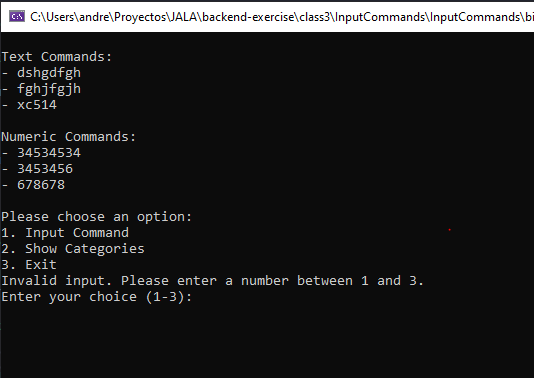 C:\Users\andre\Proyectos\JALA\backend-exercise\class3\InputCommands\InputCommands\bi
Text Commands:
- dshgdfgh
- fghjfgjh
- xc514
Numeric Commands:
- 34534534
- 3453456
- 678678
Please choose an option:
1. Input Command
2. Show Categories
3. Exit
Invalid input. Please enter a number between 1 and 3.
Enter your choice (1-3):